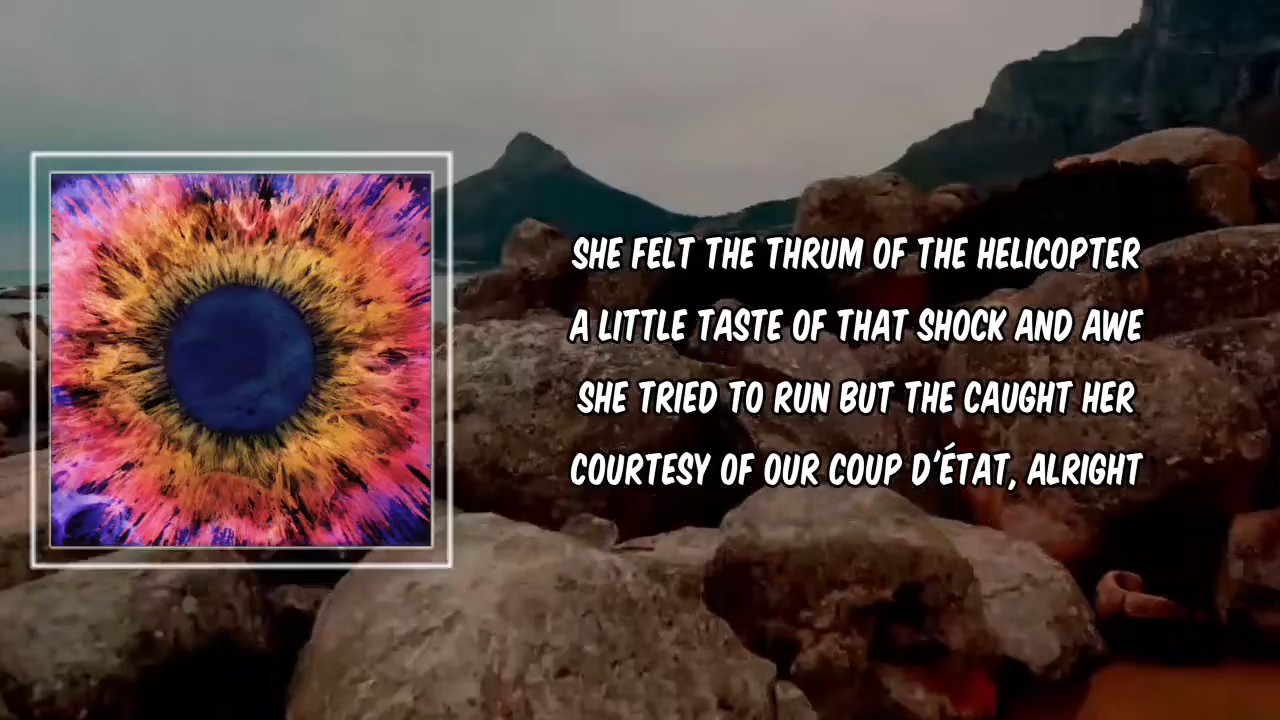 SHE FELT THE THRUM OF THE HELICOPTER
A LITTLE TASTE OF THAT SHOCK AND AWE
SHE TRIED TO RUN BUT THE CAUGHT HER
COURTESY OF OUR COUP D'ÉTAT, ALRIGHT